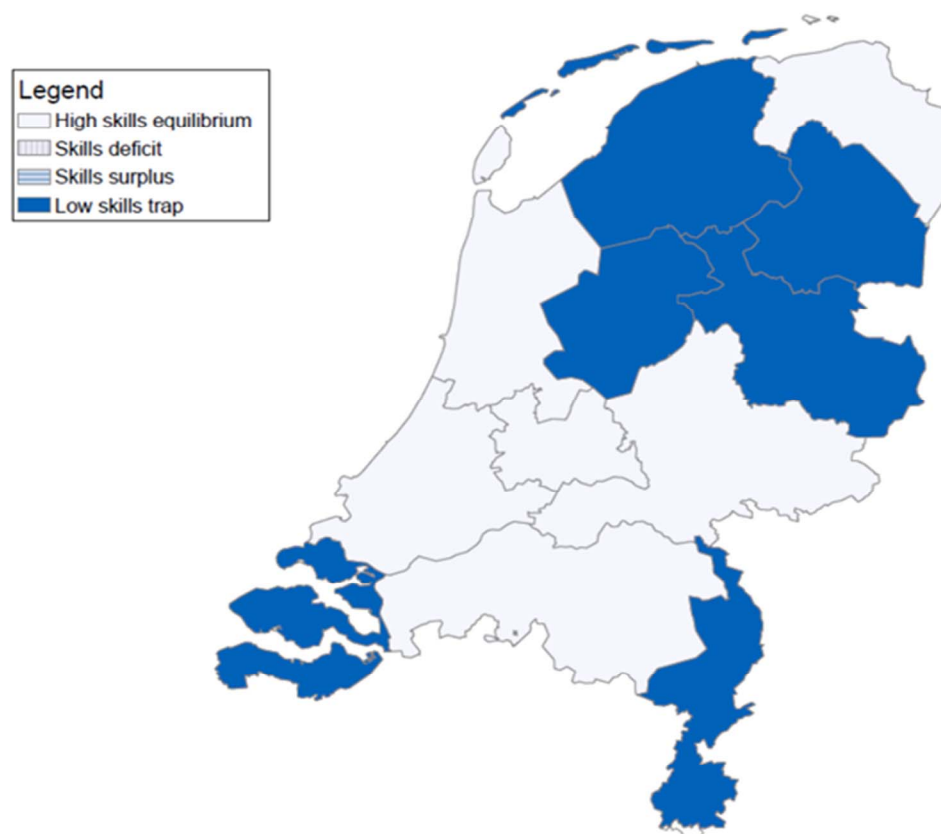 Legend
High skills equilibrium
Skills deficit
Skills surplus
Low skills trap